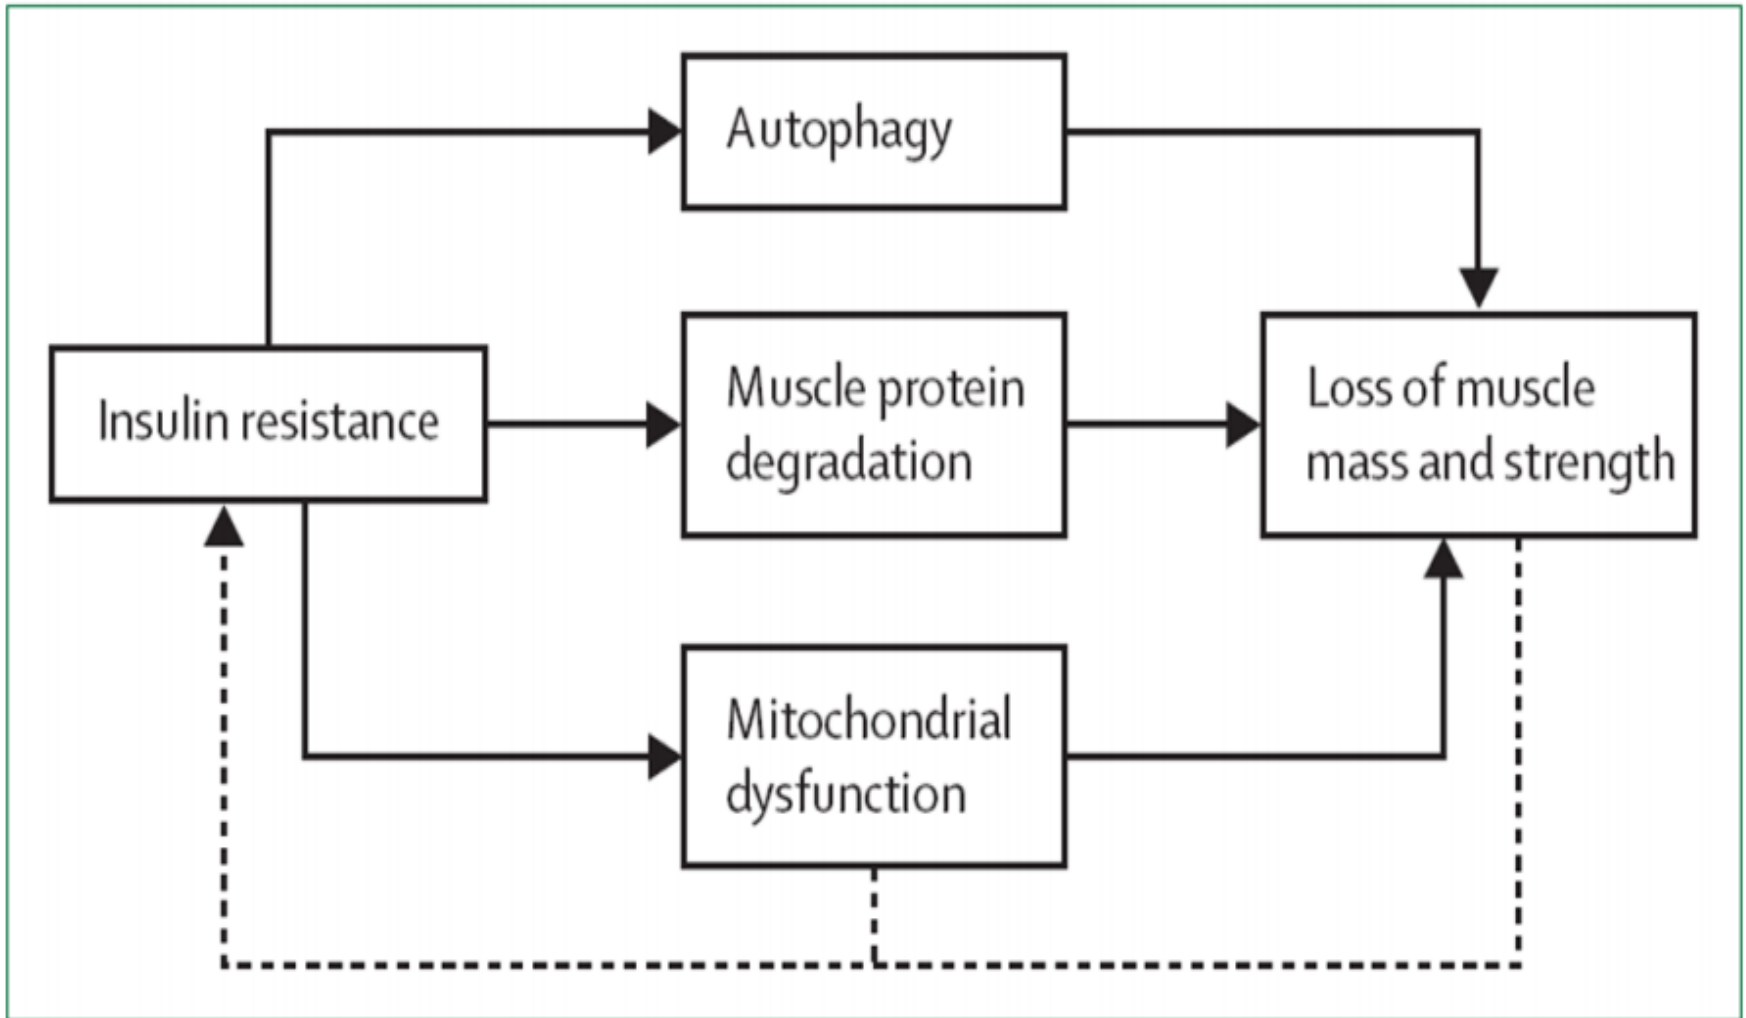 Autophagy
Insulin resistance
Muscle protein
degradation
Loss of muscle
mass and strength
Mitochondrial
dysfunction